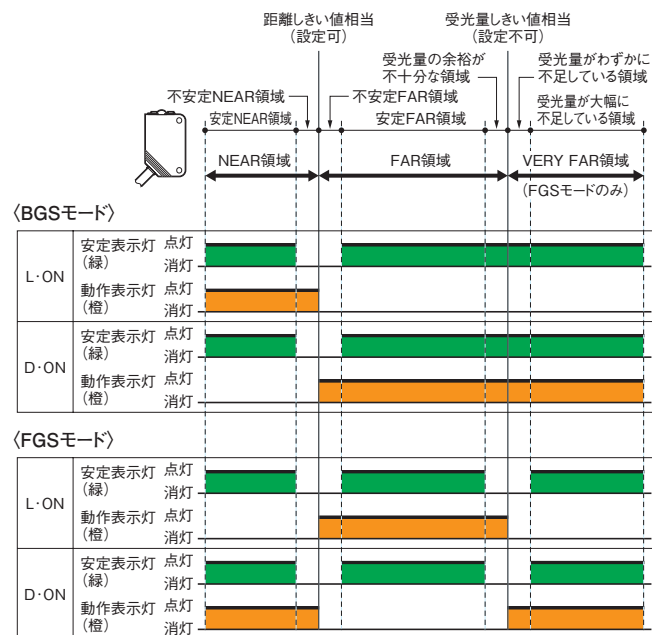 距離しきい値相当
(設定可)
受光量しきい値相当
(設定不可)
受光量の余裕が
不十分な領域
受光量がわずかに
不足している領域
不安定NEAR領域
不安定FAR領域
受光量が大幅に
不足している領域
安定NEAR領域
安定FAR領域
NEAR領域
FAR領域
VERY FAR領域
(FGSモードのみ)
〈BGSモード〉
L・ON
安定表示灯
(緑)
点灯
消灯
動作表示灯
(橙)
点灯
消灯
D・ON
安定表示灯
(緑)
点灯
消灯
動作表示灯
(橙)
点灯
消灯
〈FGSモード〉
L・ON
安定表示灯
(緑)
点灯
消灯
動作表示灯
(橙)
点灯
消灯
D・ON
安定表示灯
(緑)
点灯
消灯
動作表示灯
(橙)
点灯
消灯